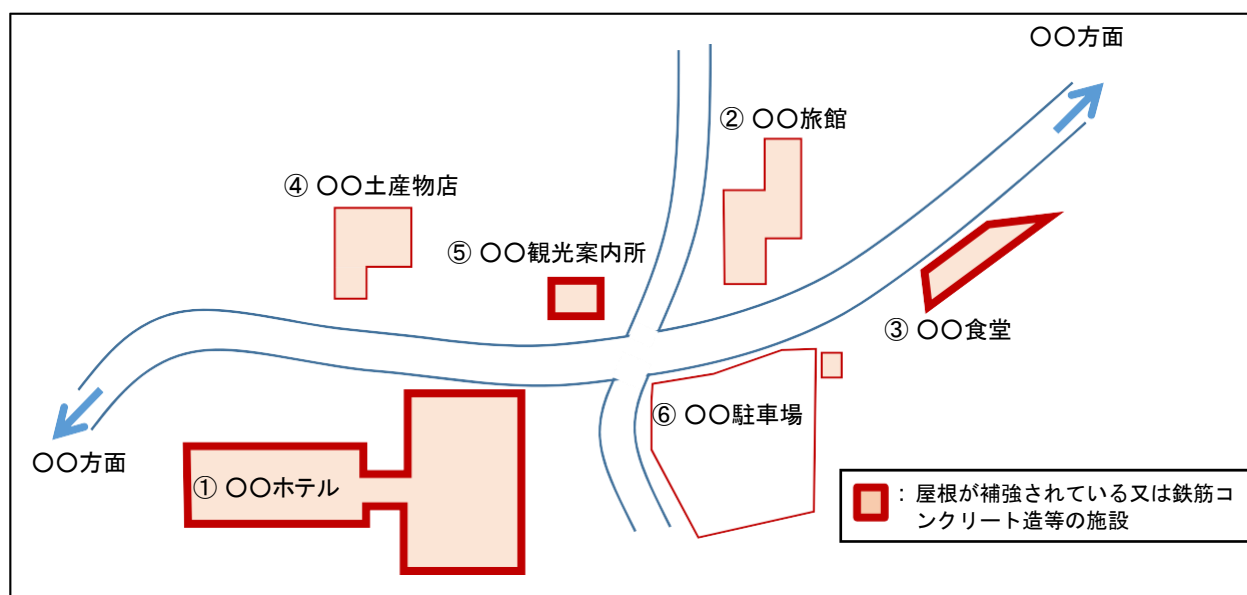 〇〇方面
② 〇〇旅館
④ 〇〇土産物店
⑤ 〇〇観光案内所
③ 〇〇食堂
⑥ 〇〇駐車場
〇〇方面
① 〇〇ホテル
：屋根が補強されている又は鉄筋コ
ンクリート造等の施設